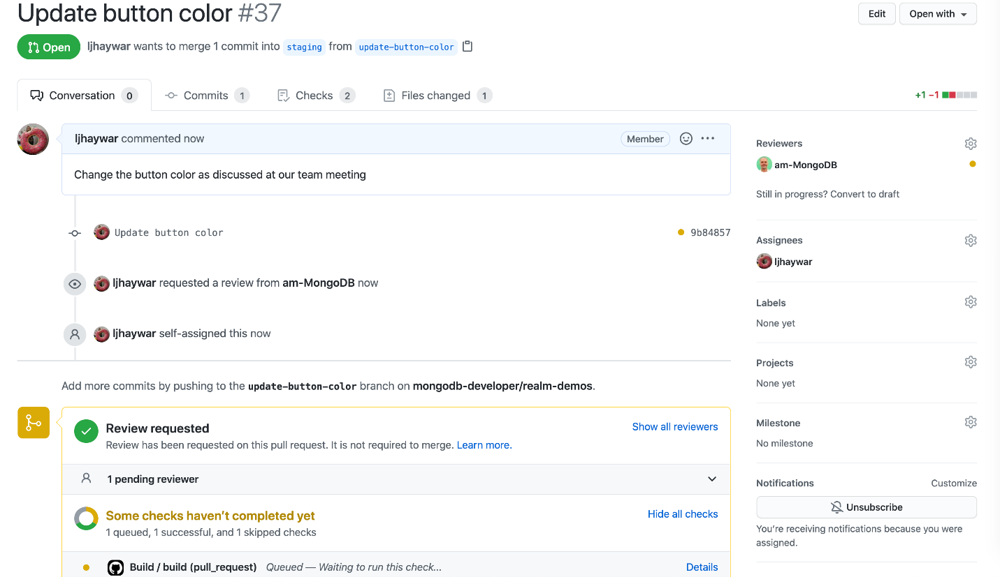 Update button color #37
Edit
Open with
Open
ljhaywar wants to merge 1 commit into staging from update-button-color
Conversation 0
Commits 1
Checks 2
Files changed 1
+1 −1
ljhaywar commented now
Member
Change the button color as discussed at our team meeting
Update button color
9b84857
ljhaywar requested a review from am-MongoDB now
ljhaywar self-assigned this now
Add more commits by pushing to the update-button-color branch on mongodb-developer/realm-demos.
Review requested
Show all reviewers
Review has been requested on this pull request. It is not required to merge. Learn more.
1 pending reviewer
Some checks haven’t completed yet
Hide all checks
1 queued, 1 successful, and 1 skipped checks
Build / build (pull_request) Queued — Waiting to run this check...
Details
Reviewers
am-MongoDB
Still in progress? Convert to draft
Assignees
ljhaywar
Labels
None yet
Projects
None yet
Milestone
No milestone
Notifications
Customize
Unsubscribe
You’re receiving notifications because you were
assigned.